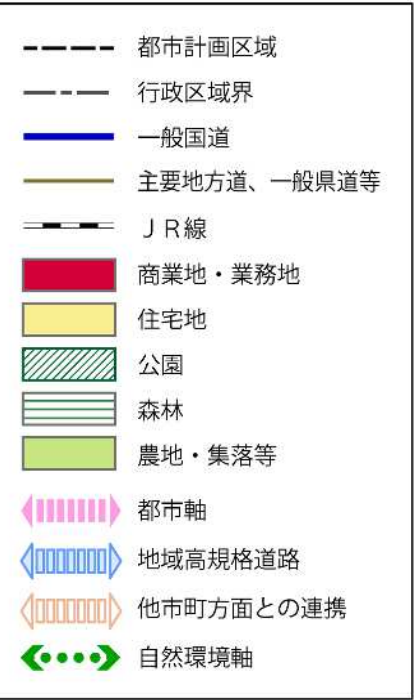 都市計画区域
行政区域界
一般国道
主要地方道、一般県道等
ＪＲ線
商業地・業務地
住宅地
公園
森林
農地・集落等
都市軸
地域高規格道路
他市町方面との連携
自然環境軸